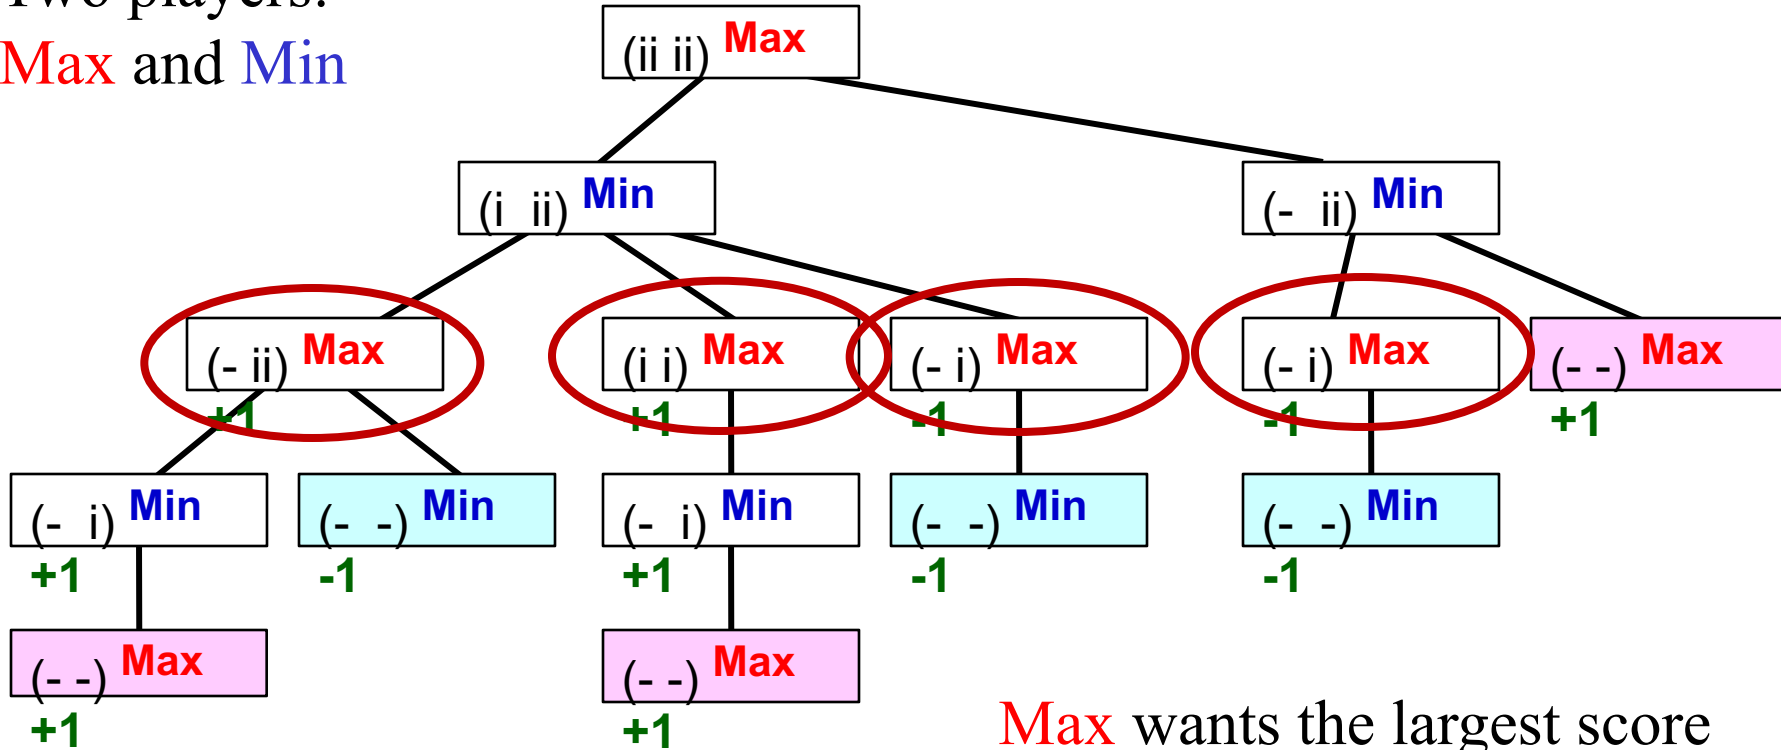 Two players:
Max and Min
(ii ii) Max
(i ii) Min
(- ii) Min
(- ii) Max
(i i) Max
(- i) Max
(- i) Max
(- -) Max
+1
+1
-1
-1
+1
(- i) Min
(- -) Min
(- i) Min
(- -) Min
(- -) Min
+1
-1
+1
-1
-1
(- -) Max
(- -) Max
+1
+1
Max wants the largest score